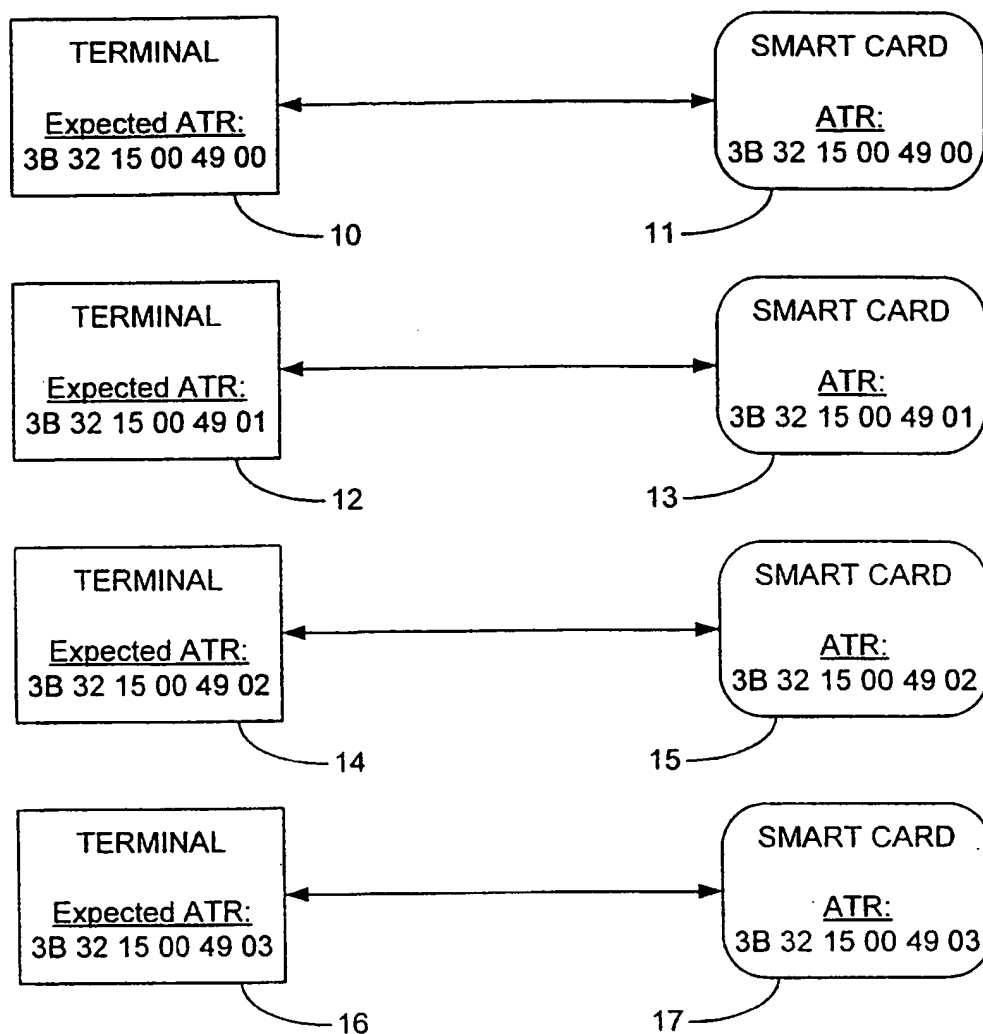 TERMINAL
Expected ATR:
3B 32 15 00 49 00
10
SMART CARD
ATR:
3B 32 15 00 49 00
11
TERMINAL
Expected ATR:
3B 32 15 00 49 01
12
SMART CARD
ATR:
3B 32 15 00 49 01
13
TERMINAL
Expected ATR:
3B 32 15 00 49 02
14
SMART CARD
ATR:
3B 32 15 00 49 02
15
TERMINAL
Expected ATR:
3B 32 15 00 49 03
16
SMART CARD
ATR:
3B 32 15 00 49 03
17